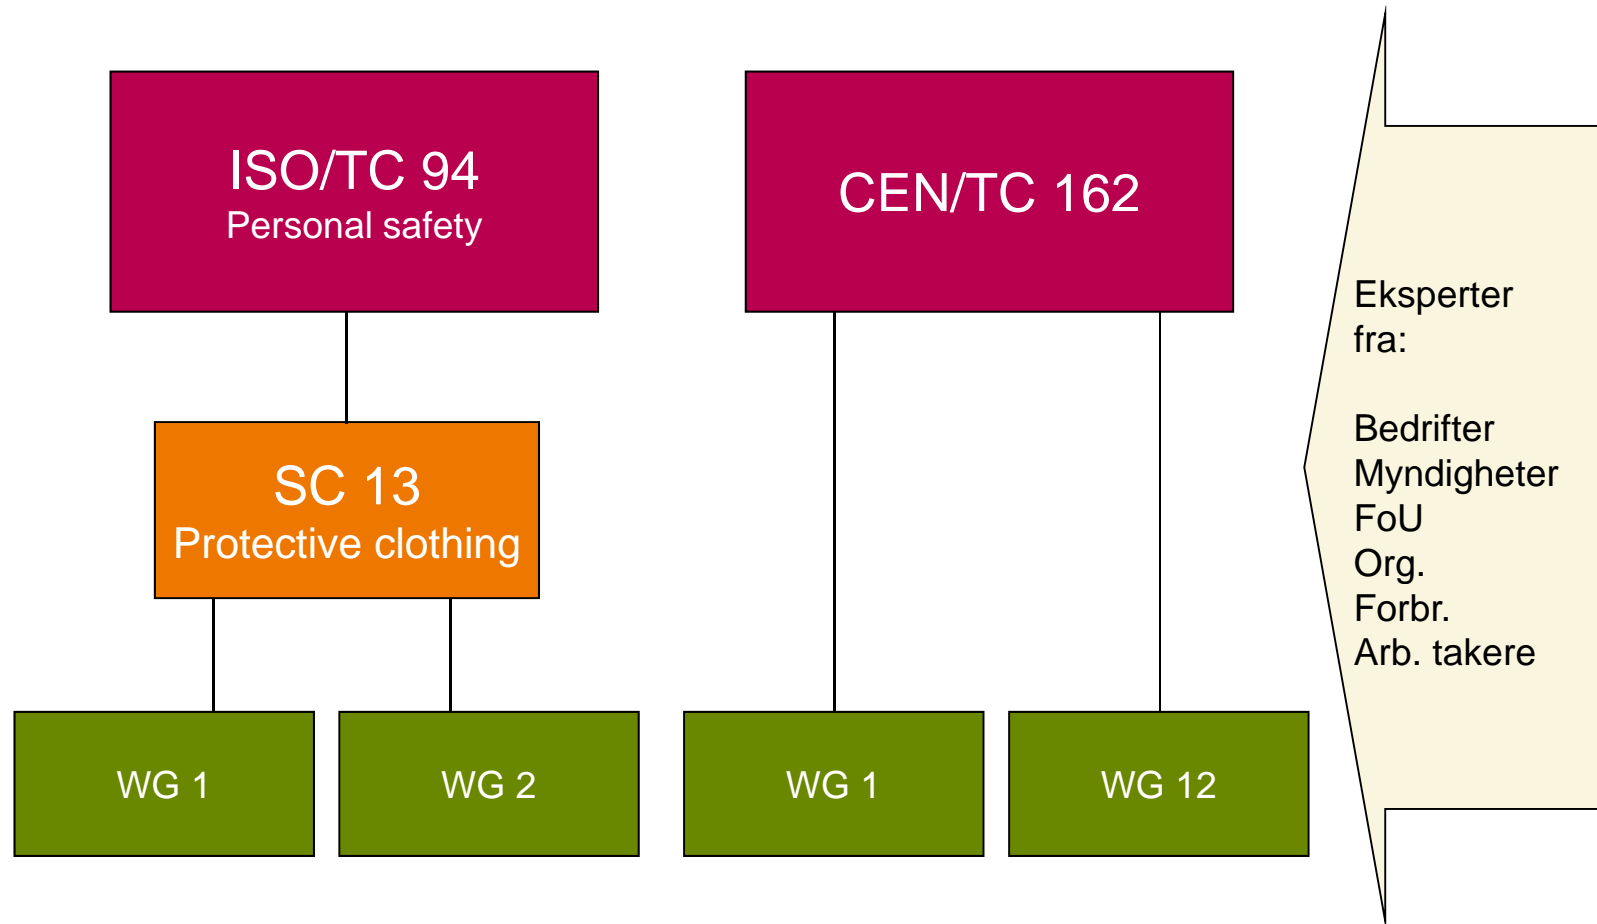 ISO/TC 94
Personal safety
CEN/TC 162
SC 13
Protective clothing
WG 1
WG 2
WG 1
WG 12
Eksperter
fra:
Bedrifter
Myndigheter
FoU
Org.
Forbr.
Arb. takere